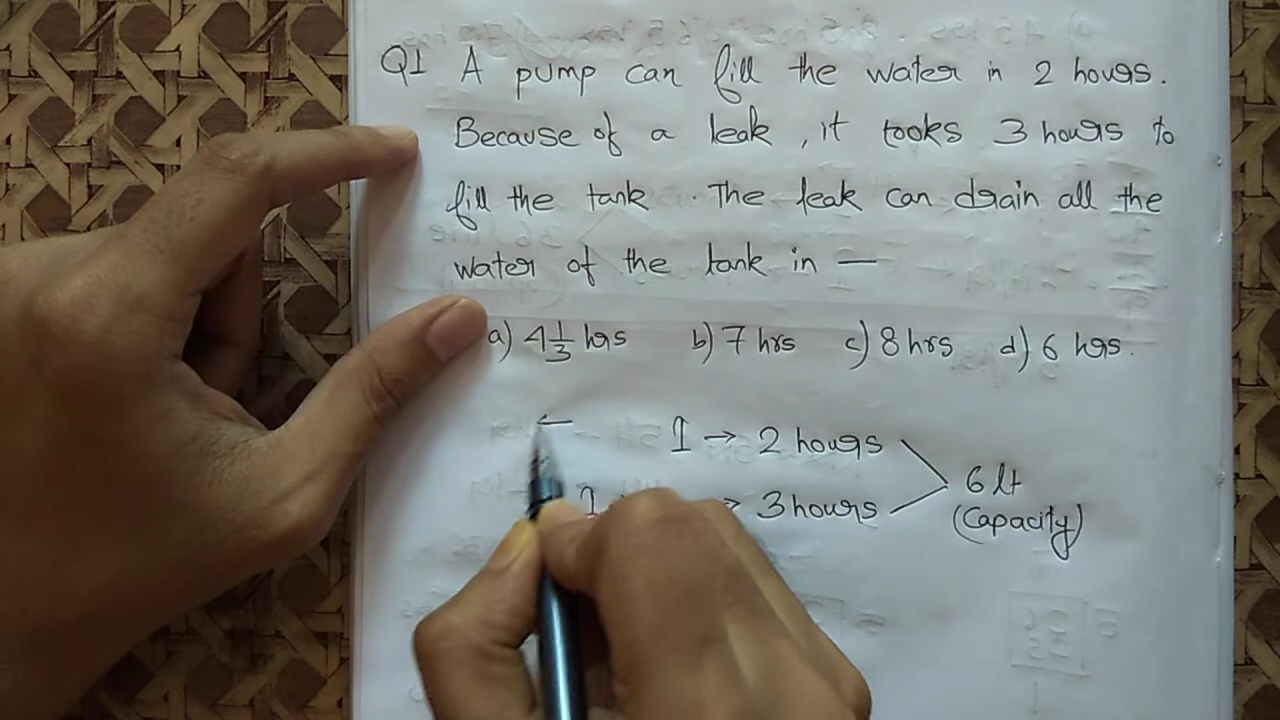 Q1 A pump can fill the water in 2 hours.
Because of a leak, it tooks 3 hours to
fill the tank. The leak can drain all the
water of the tank in —
a) 4 1/3 hrs b) 7 hrs c) 8 hrs d) 6 hrs.
I → 2 hours
I → 3 hours
6 lt
(Capacity)